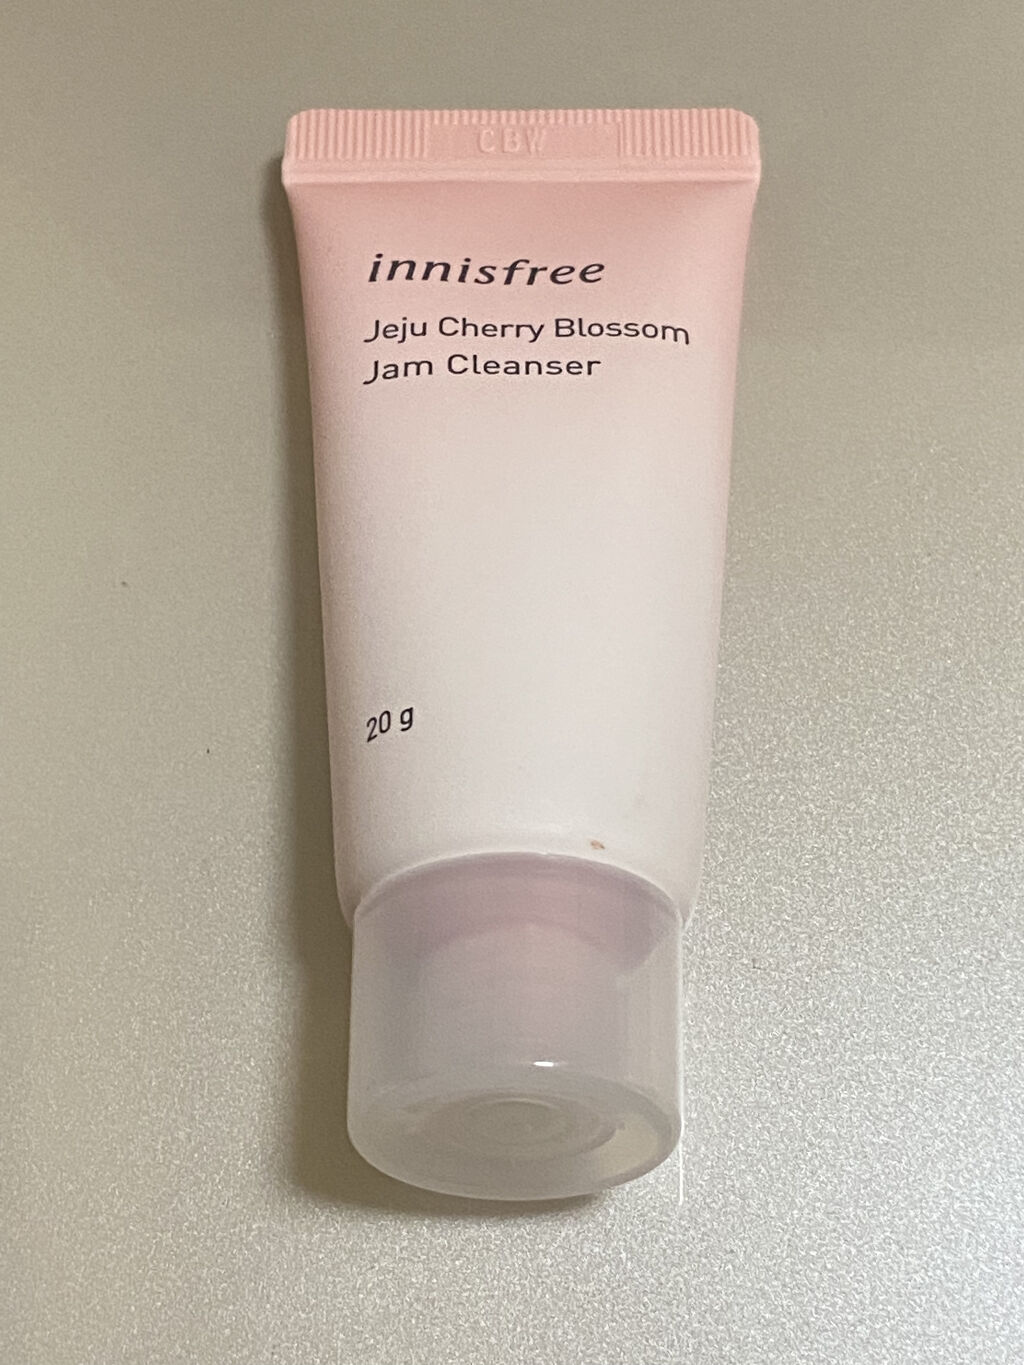 CBW
innisfree
Jeju Cherry Blossom
Jam Cleanser
20 g